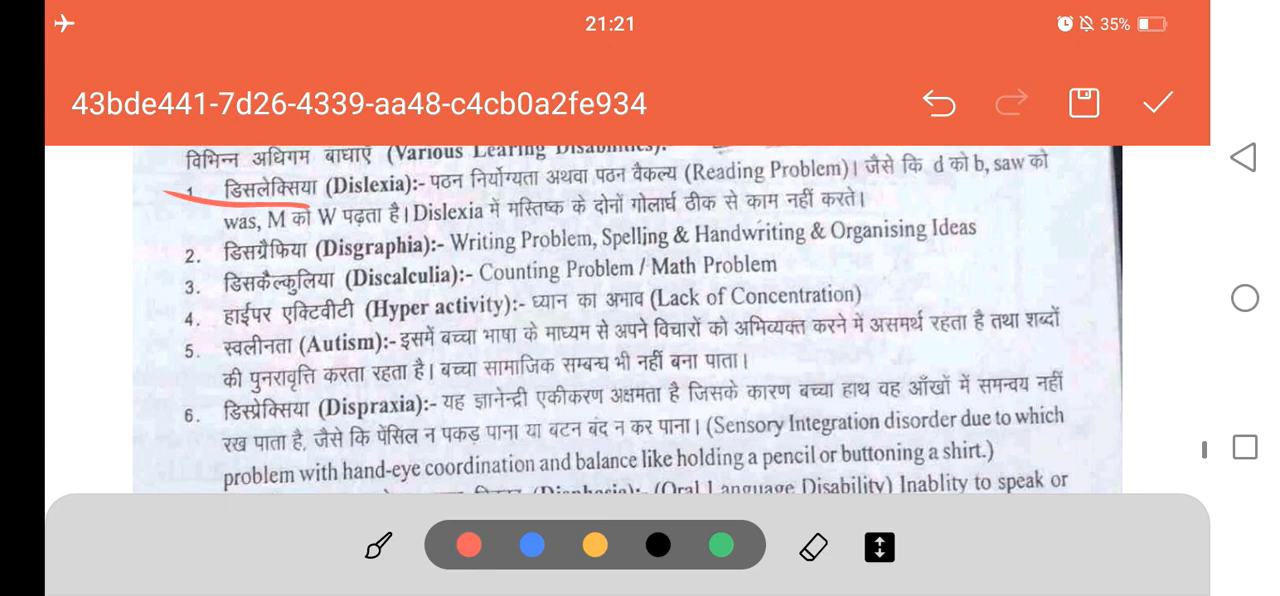 21:21
35%
43bde441-7d26-4339-aa48-c4cb0a2fe934
विभिन्न अधिगम बाधाएँ (Various Learing Disabilities):
1. डिसलेक्सिया (Dislexia):- पठन निर्योग्यता अथवा पठन वैकल्य (Reading Problem)। जैसे कि d को b, saw को
was, M को W पढ़ता है। Dislexia में मस्तिष्क के दोनों गोलार्घ ठीक से काम नहीं करते।
2. डिसग्रैफिया (Disgraphia):- Writing Problem, Spelling & Handwriting & Organising Ideas
3. डिसकैल्कुलिया (Discalculia):- Counting Problem / Math Problem
4. हाईपर एक्टिवीटी (Hyper activity):- ध्यान का अभाव (Lack of Concentration)
5. स्वलीनता (Autism):- इसमें बच्चा भाषा के माध्यम से अपने विचारों को अभिव्यक्त करने में असमर्थ रहता है तथा शब्दों
की पुनरावृत्ति करता रहता है। बच्चा सामाजिक सम्बन्ध भी नहीं बना पाता।
6. डिस्प्रेक्सिया (Dispraxia):- यह ज्ञानेन्द्री एकीकरण अक्षमता है जिसके कारण बच्चा हाथ वह आँखों में समन्वय नहीं
रख पाता है, जैसे कि पेंसिल न पकड़ पाना या बटन बंद न कर पाना। (Sensory Integration disorder due to which
problem with hand-eye coordination and balance like holding a pencil or buttoning a shirt.)
(Oral Language Disability) Inablity to speak or